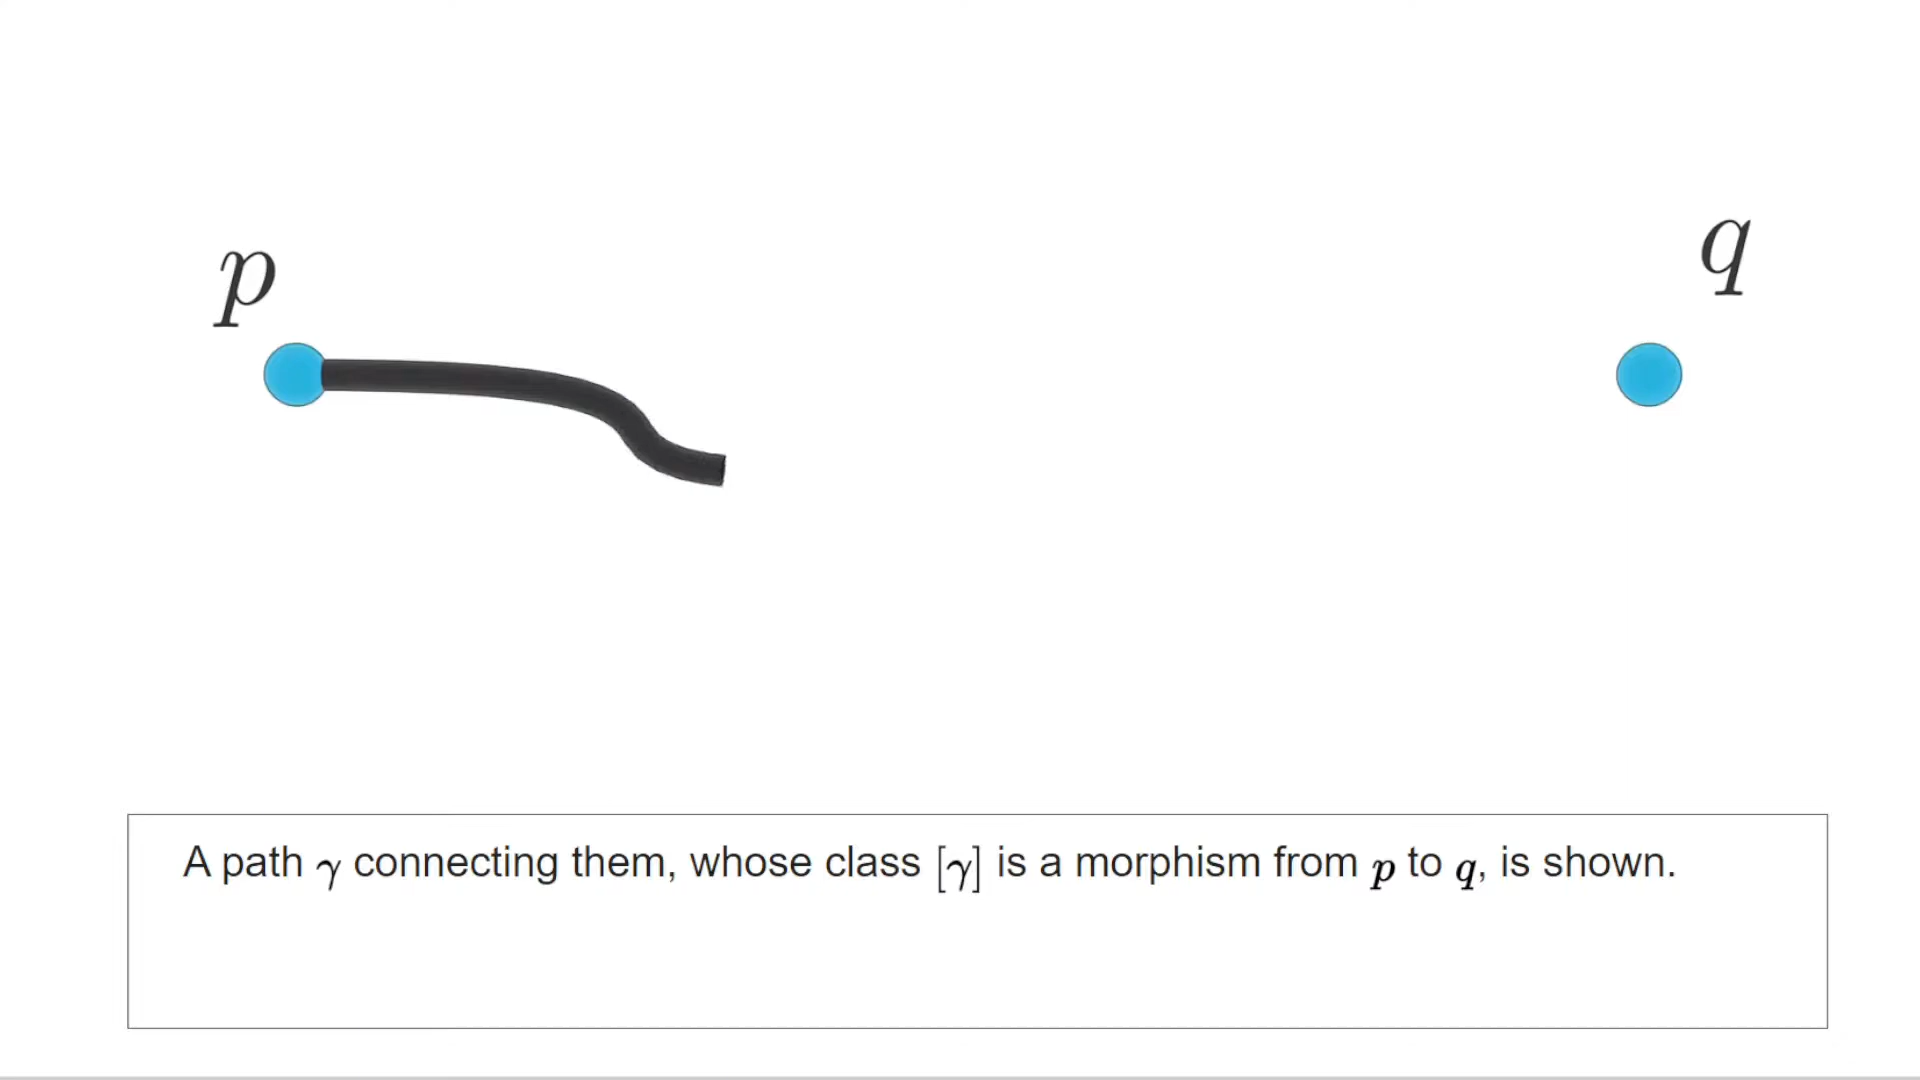 p
q
A path γ connecting them, whose class [γ] is a morphism from p to q, is shown.